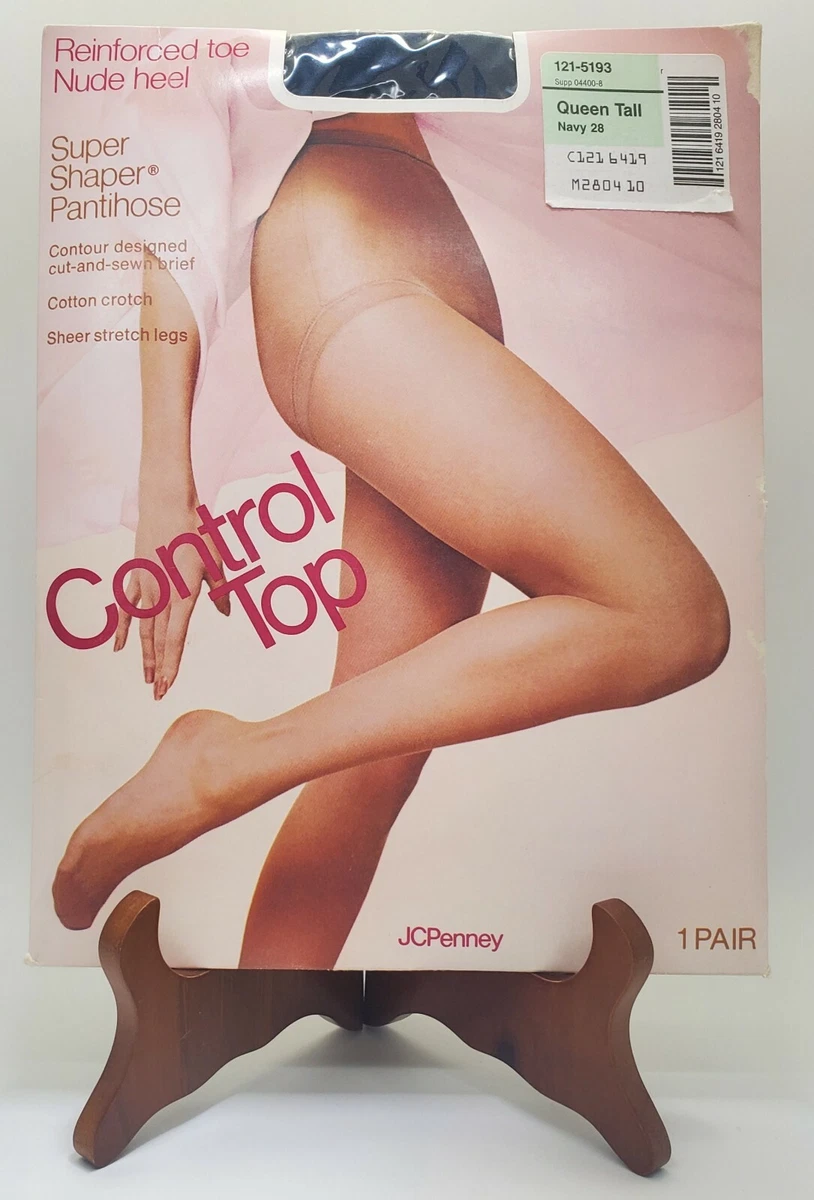 Reinforced toe
Nude heel
Super
Shaper®
Pantihose
Contour designed
cut-and-sewn brief
Cotton crotch
Sheer stretch legs
121-5193
Supp 04400-8
Queen Tall
Navy 28
C121 6419
M2804 10
121 6419 2804 10
Control
Top
JCPenney
1 PAIR